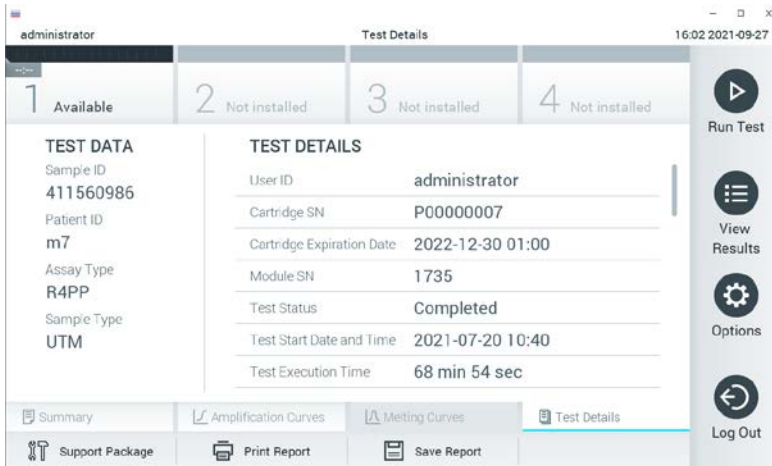 administrator Test Details 16:02 2021-09-27
--:--
1 Available 2 Not installed 3 Not installed 4 Not installed
Run Test
TEST DATA
Sample ID
411560986
Patient ID
m7
Assay Type
R4PP
Sample Type
UTM
TEST DETAILS
User ID administrator
Cartridge SN P00000007
Cartridge Expiration Date 2022-12-30 01:00
Module SN 1735
Test Status Completed
Test Start Date and Time 2021-07-20 10:40
Test Execution Time 68 min 54 sec
View
Results
Options
Log Out
Summary Amplification Curves Melting Curves Test Details
Support Package Print Report Save Report